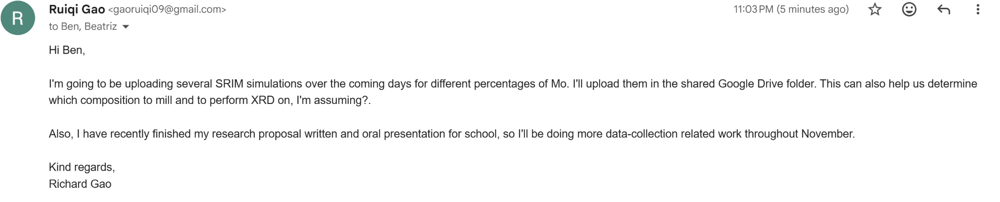 R
Ruiqi Gao <gaoruiqi09@gmail.com>
11:03 PM (5 minutes ago)
to Ben, Beatriz
Hi Ben,
I'm going to be uploading several SRIM simulations over the coming days for different percentages of Mo. I'll upload them in the shared Google Drive folder. This can also help us determine
which composition to mill and to perform XRD on, I'm assuming?.
Also, I have recently finished my research proposal written and oral presentation for school, so I'll be doing more data-collection related work throughout November.
Kind regards,
Richard Gao